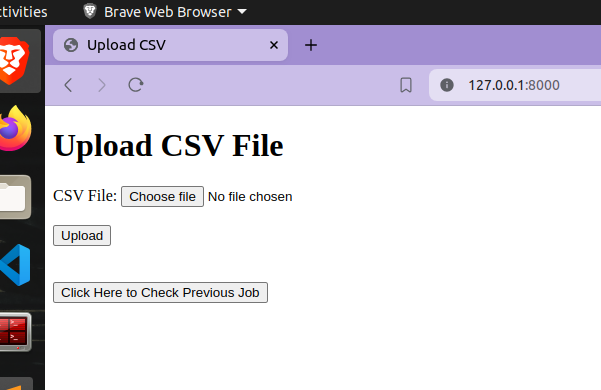 ctivities Brave Web Browser
Upload CSV
127.0.0.1:8000
Upload CSV File
CSV File: Choose file No file chosen
Upload
Click Here to Check Previous Job